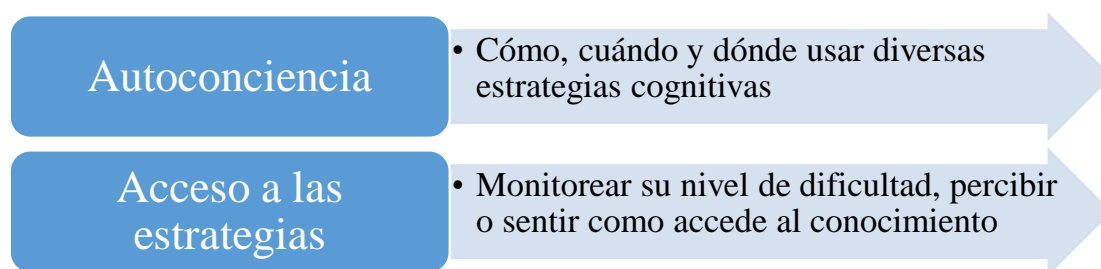 Autoconciencia
• Cómo, cuándo y dónde usar diversas
estrategias cognitivas
Acceso a las
estrategias
• Monitorear su nivel de dificultad, percibir
o sentir como accede al conocimiento